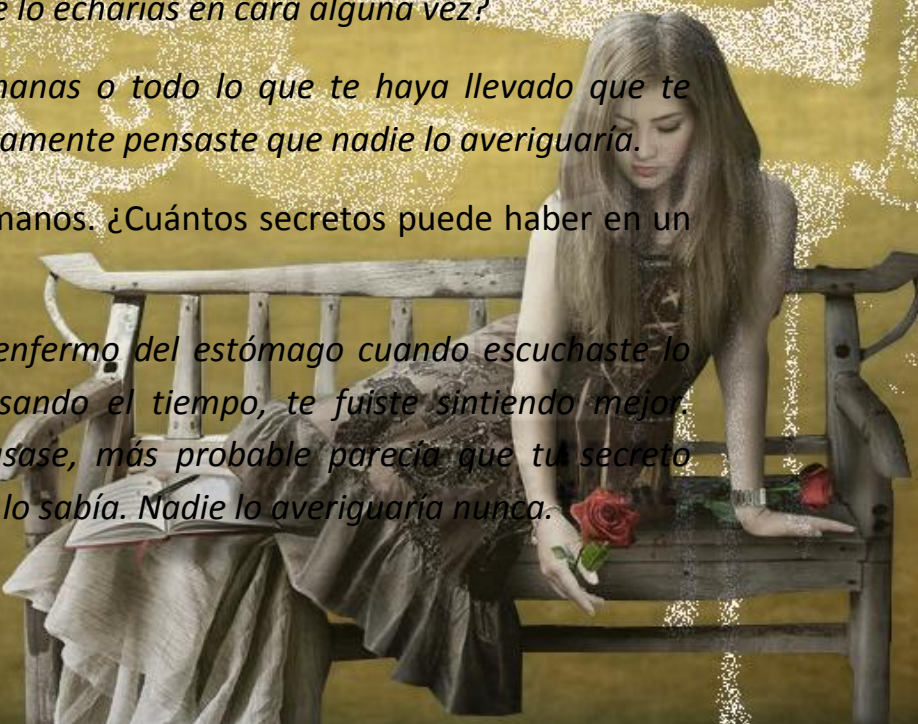 e lo echarías en cara alguna vez?
manas o todo lo que te haya llevado que te
amente pensaste que nadie lo averiguaría.
manos. ¿Cuántos secretos puede haber en un
enfermo del estómago cuando escuchaste lo
sando el tiempo, te fuiste sintiendo mejor.
asase, más probable parecía que tu secreto
lo sabía. Nadie lo averiguaría nunca.